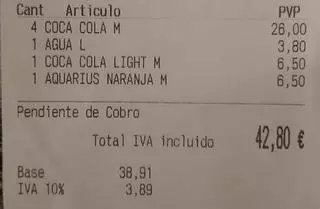 Cant Articulo PVP
4 COCA COLA M 26,00
1 AGUA L 3,80
1 COCA COLA LIGHT M 6,50
1 AQUARIUS NARANJA M 6,50
Pendiente de Cobro
Total IVA incluido 42,80 €
Base 38,91
IVA 10% 3,89